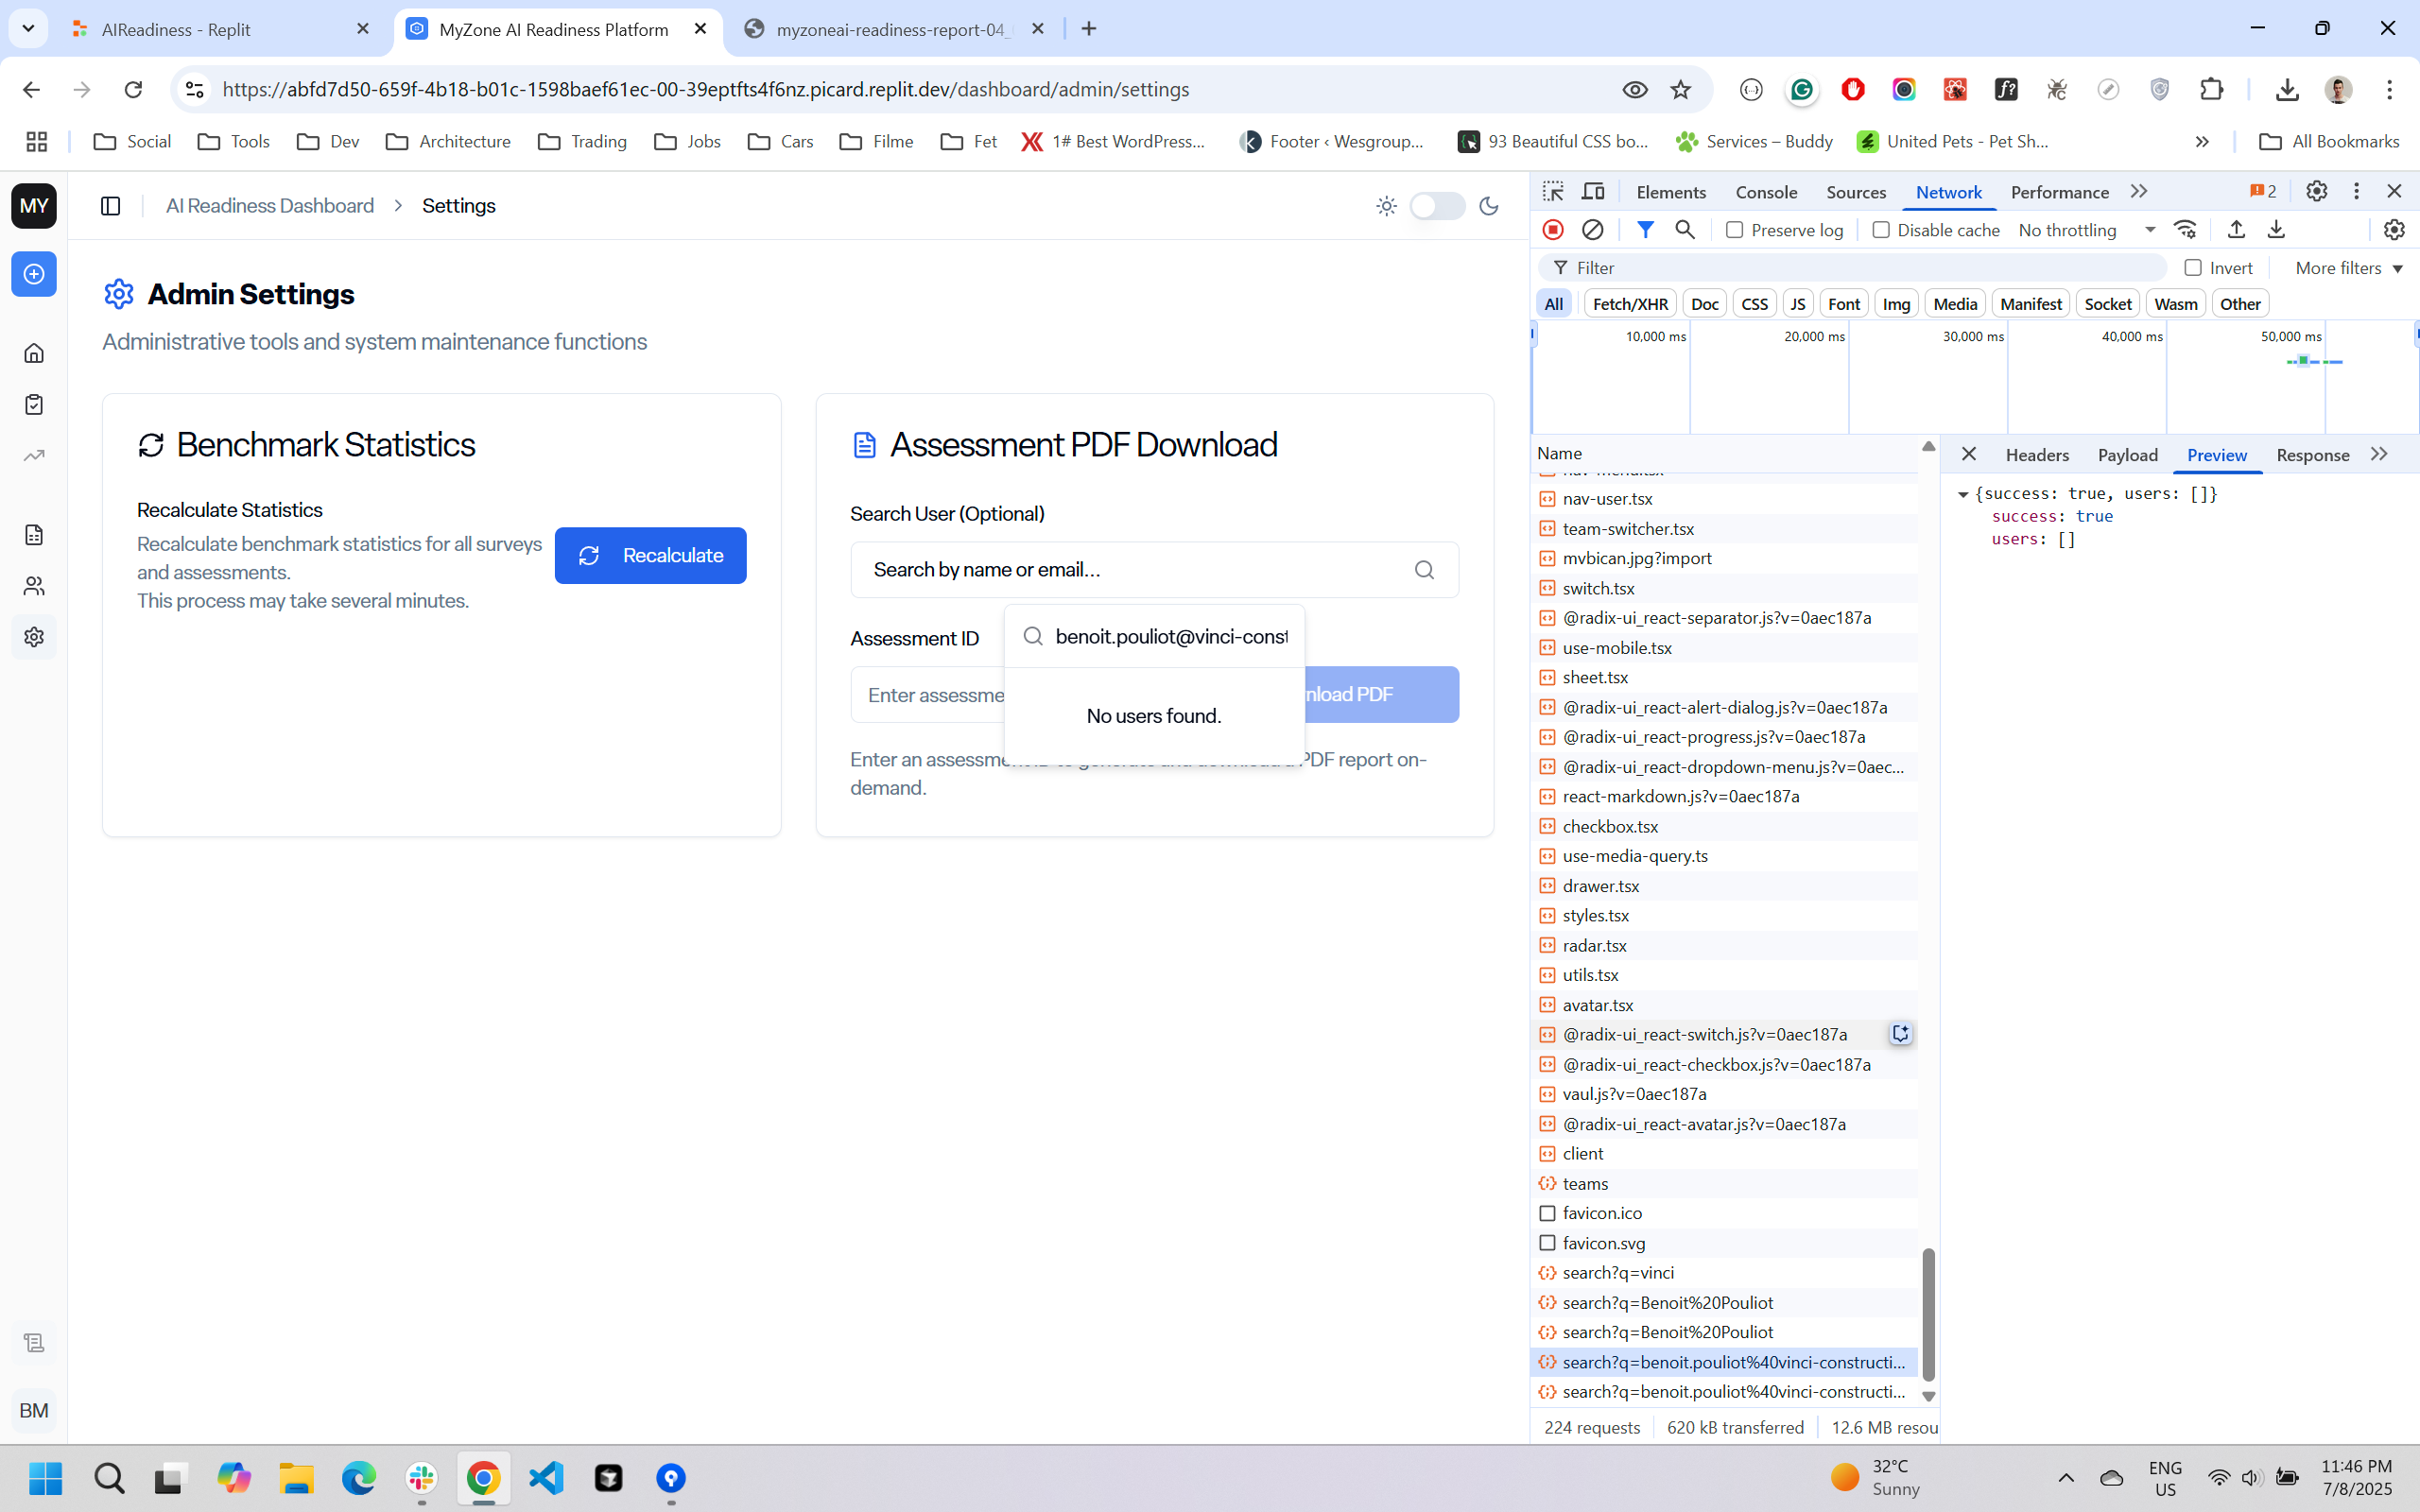 AIReadiness - Replit
MyZone AI Readiness Platform
myzoneai-readiness-report-04_
https://abfd7d50-659f-4b18-b01c-1598baef61ec-00-39eptfts4f6nz.picard.replit.dev/dashboard/admin/settings
Social
Tools
Dev
Architecture
Trading
Jobs
Cars
Filme
Fet
1# Best WordPress...
Footer ‹ Wesgroup...
93 Beautiful CSS bo...
Services – Buddy
United Pets - Pet Sh...
All Bookmarks
MY
AI Readiness Dashboard
Settings
Admin Settings
Administrative tools and system maintenance functions
Benchmark Statistics
Recalculate Statistics
Recalculate benchmark statistics for all surveys
and assessments.
This process may take several minutes.
Recalculate
Assessment PDF Download
Search User (Optional)
Search by name or email...
Assessment ID
benoit.pouliot@vinci-const
Enter assessme
nload PDF
No users found.
Enter an assessm
PDF report on-
demand.
BM
Elements
Console
Sources
Network
Performance
2
Preserve log
Disable cache
No throttling
Filter
Invert
More filters
All
Fetch/XHR
Doc
CSS
JS
Font
Img
Media
Manifest
Socket
Wasm
Other
10,000 ms
20,000 ms
30,000 ms
40,000 ms
50,000 ms
Name
nav-user.tsx
team-switcher.tsx
mvbican.jpg?import
switch.tsx
@radix-ui_react-separator.js?v=0aec187a
use-mobile.tsx
sheet.tsx
@radix-ui_react-alert-dialog.js?v=0aec187a
@radix-ui_react-progress.js?v=0aec187a
@radix-ui_react-dropdown-menu.js?v=0aec...
react-markdown.js?v=0aec187a
checkbox.tsx
use-media-query.ts
drawer.tsx
styles.tsx
radar.tsx
utils.tsx
avatar.tsx
@radix-ui_react-switch.js?v=0aec187a
@radix-ui_react-checkbox.js?v=0aec187a
vaul.js?v=0aec187a
@radix-ui_react-avatar.js?v=0aec187a
client
teams
favicon.ico
favicon.svg
search?q=vinci
search?q=Benoit%20Pouliot
search?q=Benoit%20Pouliot
search?q=benoit.pouliot%40vinci-constructi...
search?q=benoit.pouliot%40vinci-constructi...
224 requests
620 kB transferred
12.6 MB resou
Headers
Payload
Preview
Response
{success: true, users: []}
success: true
users: []
32°C
Sunny
ENG
US
11:46 PM
7/8/2025